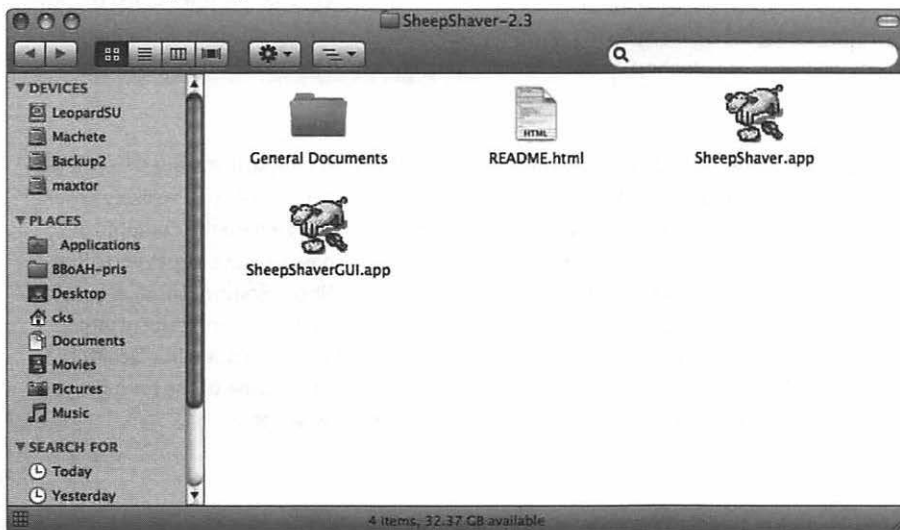 SheepShaver-2.3
DEVICES
LeopardSU
Machete
Backup2
maxtor
PLACES
Applications
BBoAH-pris
Desktop
cks
Documents
Movies
Pictures
Music
SEARCH FOR
Today
Yesterday
General Documents
HTML
README.html
SheepShaver.app
SheepShaverGUI.app
4 items, 32.37 GB available